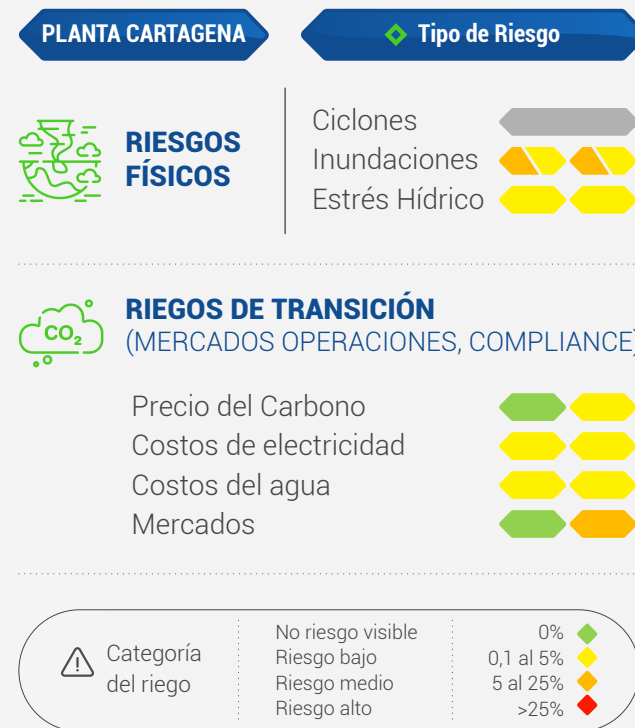 PLANTA CARTAGENA
Tipo de Riesgo
RIESGOS
FÍSICOS
Ciclones
Inundaciones
Estrés Hídrico
CO₂
RIEGOS DE TRANSICIÓN
(MERCADOS OPERACIONES, COMPLIANCE)
Precio del Carbono
Costos de electricidad
Costos del agua
Mercados
Categoría
del riego
No riesgo visible 0%
Riesgo bajo 0,1 al 5%
Riesgo medio 5 al 25%
Riesgo alto >25%